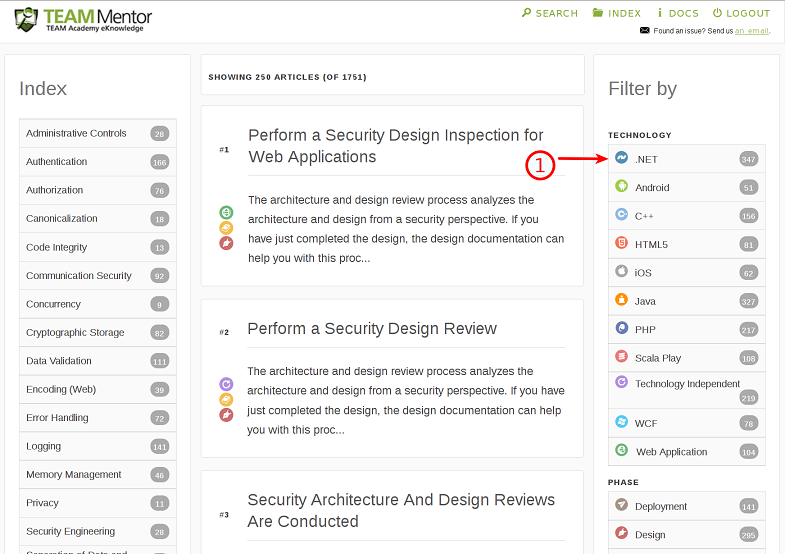 TEAM Mentor
TEAM Academy eKnowledge
SEARCH
INDEX
DOCS
LOGOUT
Found an issue? Send us an email.
Index
Administrative Controls 28
Authentication 166
Authorization 76
Canonicalization 18
Code Integrity 13
Communication Security 92
Concurrency 9
Cryptographic Storage 82
Data Validation 111
Encoding (Web) 39
Error Handling 72
Logging 141
Memory Management 46
Privacy 11
Security Engineering 28
Separation of Data and
SHOWING 250 ARTICLES (OF 1751)
#1
Perform a Security Design Inspection for
Web Applications
The architecture and design review process analyzes the
architecture and design from a security perspective. If you
have just completed the design, the design documentation can
help you with this proc...
#2
Perform a Security Design Review
The architecture and design review process analyzes the
architecture and design from a security perspective. If you have
just completed the design, the design documentation can help
you with this proc...
#3
Security Architecture And Design Reviews
Are Conducted
1
Filter by
TECHNOLOGY
.NET 347
Android 51
C++ 156
HTML5 81
iOS 62
Java 327
PHP 217
Scala Play 108
Technology Independent
219
WCF 78
Web Application 104
PHASE
Deployment 141
Design 295